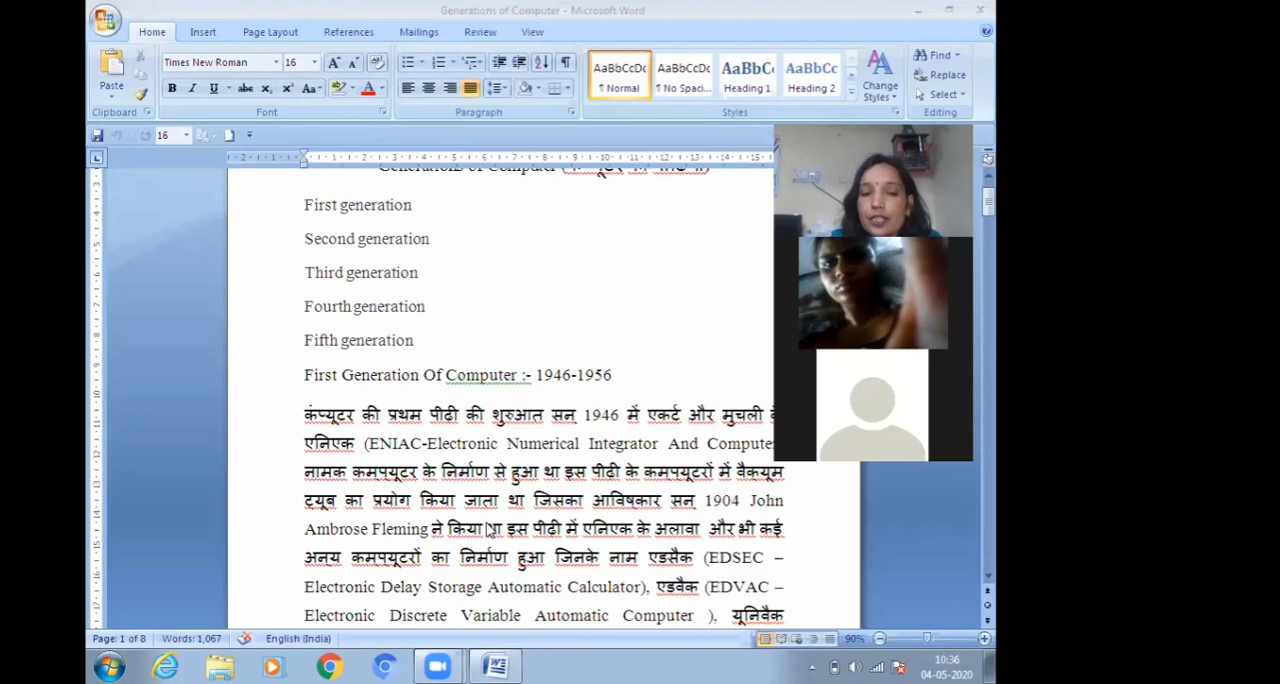 Generations of Computer - Microsoft Word
Home Insert Page Layout References Mailings Review View
Times New Roman 16
AaBbCcDc AaBbCcDc AaBbC AaBbCc
Find
Replace
Select
Paste
¶ Normal ¶ No Spaci... Heading 1 Heading 2
Change Styles
Clipboard Font Paragraph Styles Editing
16
Generations of Computer
First generation
Second generation
Third generation
Fourth generation
Fifth generation
First Generation Of Computer :- 1946-1956
कंप्यूटर की प्रथम पीढी की शुरुआत सन 1946 में एकर्ट और मुचली
एनिएक (ENIAC-Electronic Numerical Integrator And Computer
नामक कमपयूटर के निर्माण से हुआ था इस पीढी के कमपयूटरों में वैकयूम
टयूब का प्रयोग किया जाता था जिसका आविषकार सन 1904 John
Ambrose Fleming ने किया था इस पीढी में एनिएक के अलावा और भी कई
अनय कमपयूटरों का निर्माण हुआ जिनके नाम एडसैक (EDSEC –
Electronic Delay Storage Automatic Calculator), एडवैक (EDVAC –
Electronic Discrete Variable Automatic Computer ), यूनिवैक
Page: 1 of 8 Words: 1,067 English (India) 90%
10:36
04-05-2020